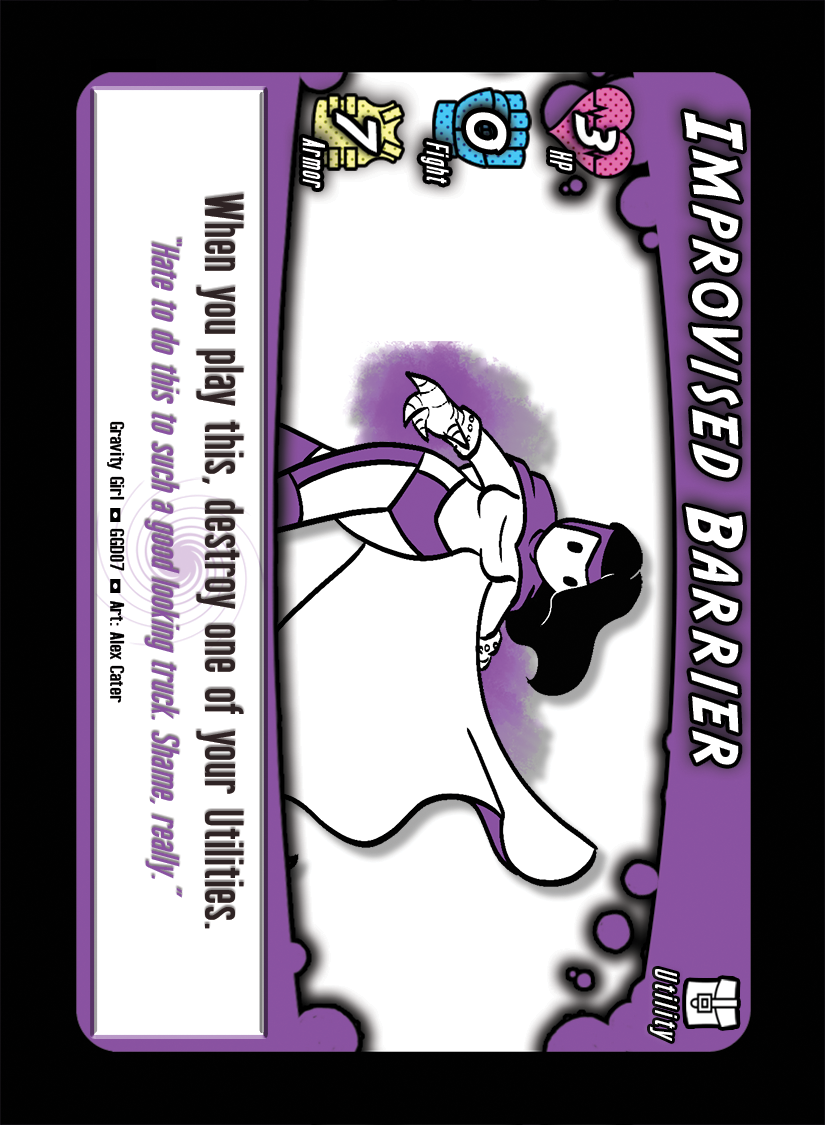 IMPROVISED BARRIER
Utility
3
HP
0
Fight
7
Armor
When you play this, destroy one of your Utilities.
"Hate to do this to such a good looking truck. Shame, really."
Gravity Girl ▪ GGD07 ▪ Art: Alex Cater